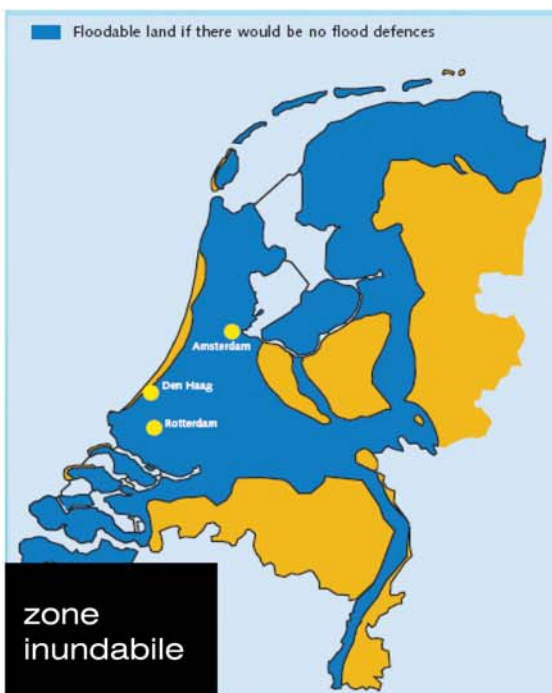 Floodable land if there would be no flood defences
Amsterdam
Den Haag
Rotterdam
zone
inundabile